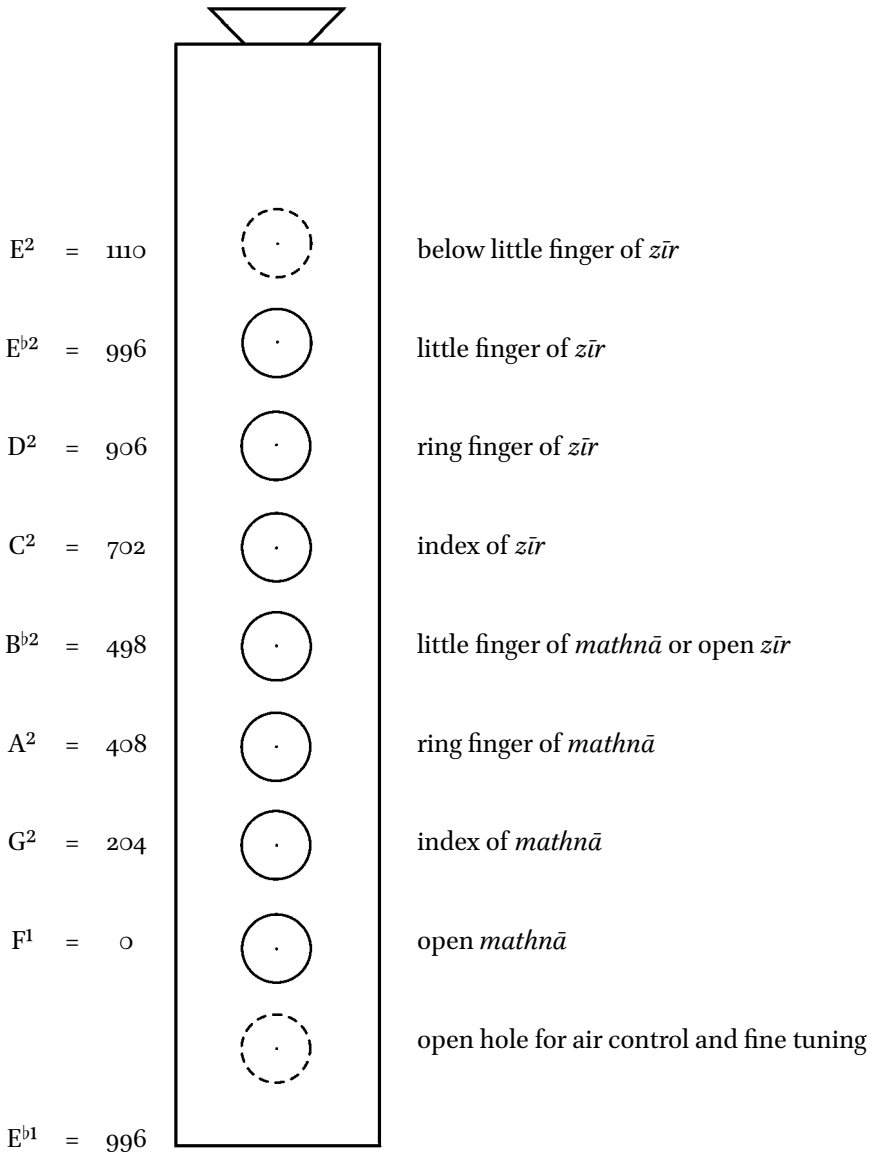 E² = 1110 below little finger of zīr
E♭² = 996 little finger of zīr
D² = 906 ring finger of zīr
C² = 702 index of zīr
B♭² = 498 little finger of mathnā or open zīr
A² = 408 ring finger of mathnā
G² = 204 index of mathnā
F¹ = 0 open mathnā
open hole for air control and fine tuning
E♭¹ = 996